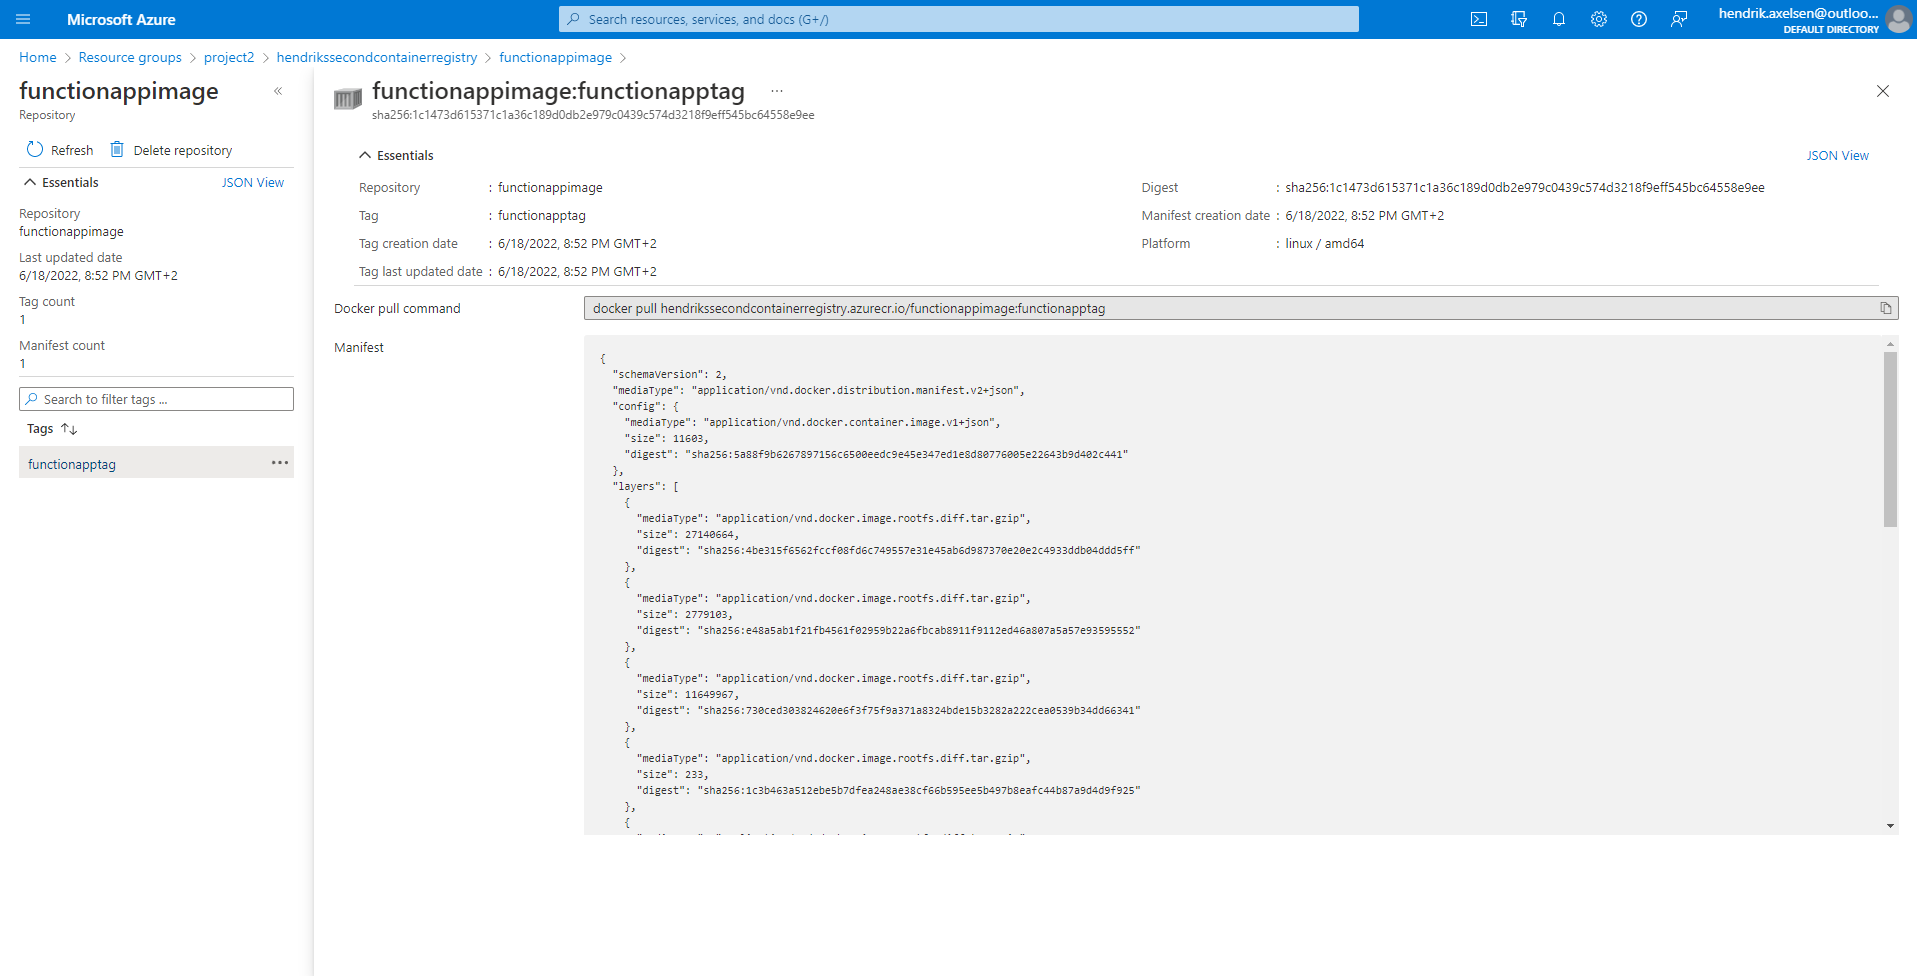 Microsoft Azure
Search resources, services, and docs (G+/)
hendrik.axelsen@outloo...
DEFAULT DIRECTORY
Home > Resource groups > project2 > hendrikssecondcontainerregistry > functionappimage >
functionappimage
Repository
Refresh Delete repository
Essentials JSON View
Repository
functionappimage
Last updated date
6/18/2022, 8:52 PM GMT+2
Tag count
1
Manifest count
1
Search to filter tags ...
Tags
functionapptag
functionappimage:functionapptag
sha256:1c1473d615371c1a36c189d0db2e979c0439c574d3218f9eff545bc64558e9ee
Essentials JSON View
Repository : functionappimage
Tag : functionapptag
Tag creation date : 6/18/2022, 8:52 PM GMT+2
Tag last updated date : 6/18/2022, 8:52 PM GMT+2
Digest : sha256:1c1473d615371c1a36c189d0db2e979c0439c574d3218f9eff545bc64558e9ee
Manifest creation date : 6/18/2022, 8:52 PM GMT+2
Platform : linux / amd64
Docker pull command
docker pull hendrikssecondcontainerregistry.azurecr.io/functionappimage:functionapptag
Manifest
{
"schemaVersion": 2,
"mediaType": "application/vnd.docker.distribution.manifest.v2+json",
"config": {
"mediaType": "application/vnd.docker.container.image.v1+json",
"size": 11603,
"digest": "sha256:5a88f9b6267897156c6500eedc9e45e347ed1e8d80776005e22643b9d402c441"
},
"layers": [
{
"mediaType": "application/vnd.docker.image.rootfs.diff.tar.gzip",
"size": 27140664,
"digest": "sha256:4be315f6562fccf08fd6c749557e31e45ab6d987370e20e2c4933ddb04ddd5ff"
},
{
"mediaType": "application/vnd.docker.image.rootfs.diff.tar.gzip",
"size": 2779103,
"digest": "sha256:e48a5ab1f21fb4561f02959b22a6fbcab8911f9112ed46a807a5a57e93595552"
},
{
"mediaType": "application/vnd.docker.image.rootfs.diff.tar.gzip",
"size": 11649967,
"digest": "sha256:730ced303824620e6f3f75f9a371a8324bde15b3282a222cea0539b34dd66341"
},
{
"mediaType": "application/vnd.docker.image.rootfs.diff.tar.gzip",
"size": 233,
"digest": "sha256:1c3b463a512ebe5b7dfea248ae38cf66b595ee5b497b8eafc44b87a9d4d9f925"
},
{